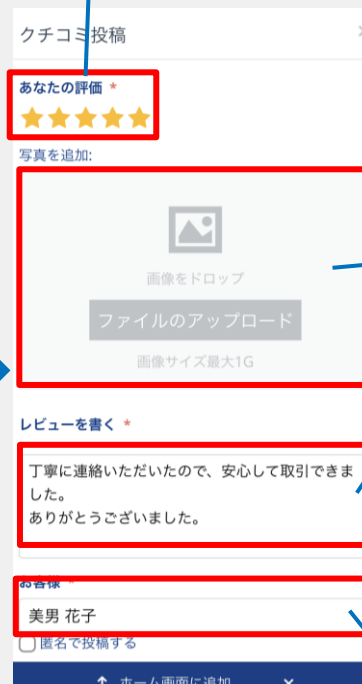 クチコミ投稿
あなたの評価 *
写真を追加:
画像をドロップ
ファイルのアップロード
画像サイズ最大1G
レビューを書く *
丁寧に連絡いただいたので、安心して取引できま
した。
ありがとうございました。
お客様 *
美男 花子
匿名で投稿する
ホーム画面に追加